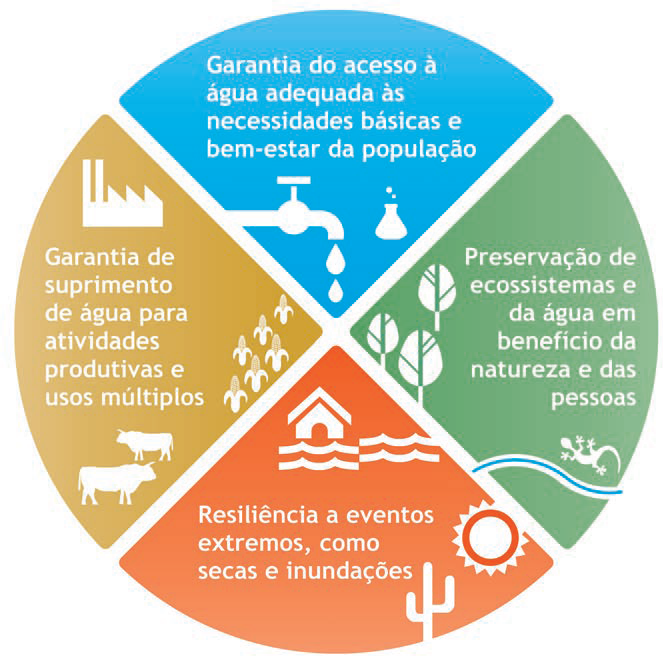 Garantia do acesso à
água adequada às
necessidades básicas e
bem-estar da população
Garantia de
suprimento
de água para
atividades
produtivas e
usos múltiplos
Preservação de
ecossistemas e
da água em
benefício da
natureza e das
pessoas
Resiliência a eventos
extremos, como
secas e inundações